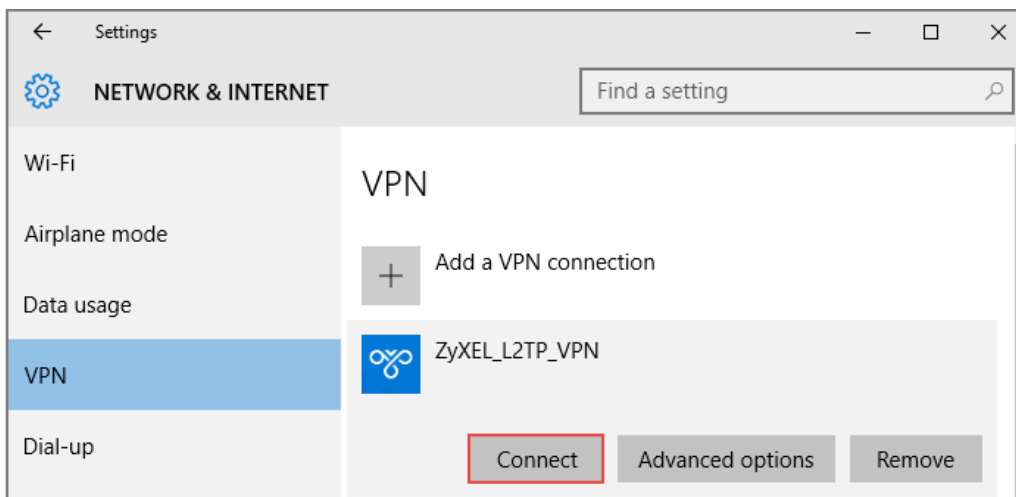 Settings
NETWORK & INTERNET
Find a setting
Wi-Fi
Airplane mode
Data usage
VPN
Dial-up
VPN
Add a VPN connection
ZyXEL_L2TP_VPN
Connect Advanced options Remove